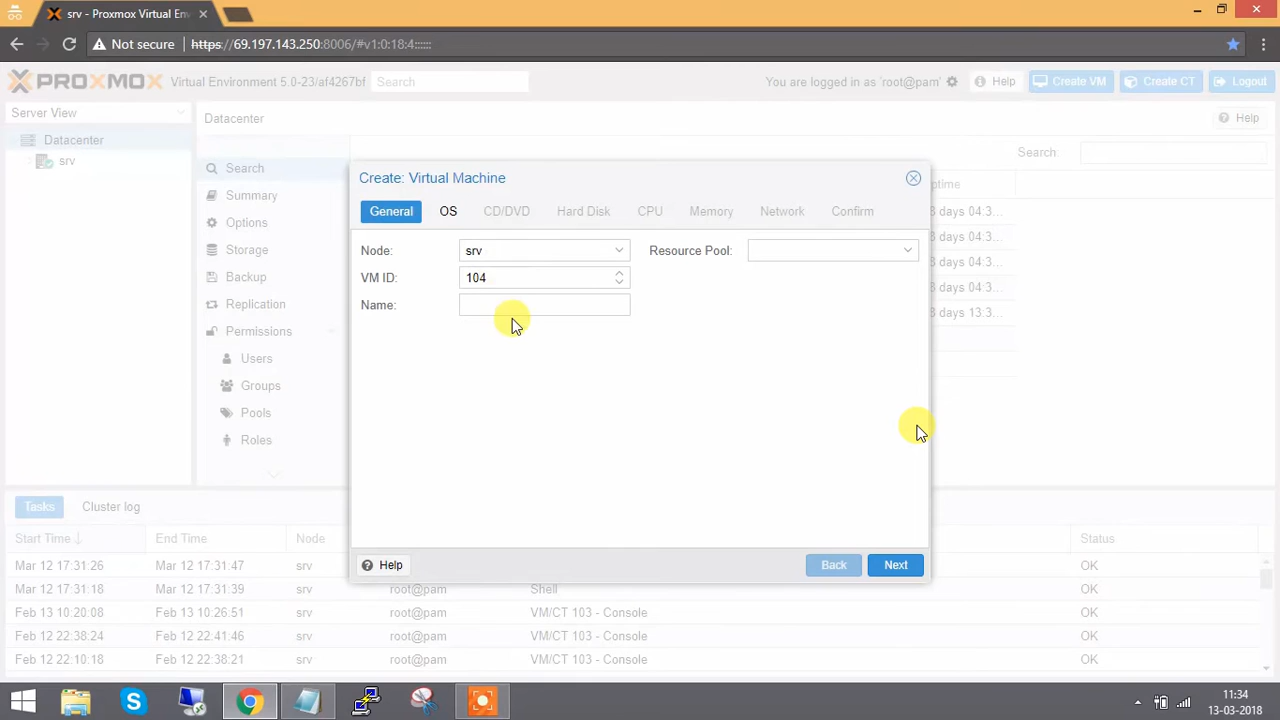 srv - Proxmox Virtual En
Not secure https://69.197.143.250:8006/#v1:0:18:4::::::
PROXMOX Virtual Environment 5.0-23/af4267bf Search You are logged in as 'root@pam' Help Create VM Create CT Logout
Server View Datacenter Help
Datacenter
srv
Search
Summary
Options
Storage
Backup
Replication
Permissions
Users
Groups
Pools
Roles
Search:
ptime
8 days 04:3...
8 days 04:3...
8 days 04:3...
8 days 04:3...
8 days 13:3...
Create: Virtual Machine
General OS CD/DVD Hard Disk CPU Memory Network Confirm
Node: srv Resource Pool:
VM ID: 104
Name:
Help Back Next
Tasks Cluster log
Start Time End Time Node Status
Mar 12 17:31:26 Mar 12 17:31:47 srv OK
Mar 12 17:31:18 Mar 12 17:31:39 srv root@pam Shell OK
Feb 13 10:20:08 Feb 13 10:26:51 srv root@pam VM/CT 103 - Console OK
Feb 12 22:38:24 Feb 12 22:41:46 srv root@pam VM/CT 103 - Console OK
Feb 12 22:10:18 Feb 12 22:38:21 srv root@pam VM/CT 103 - Console OK
11:34
13-03-2018